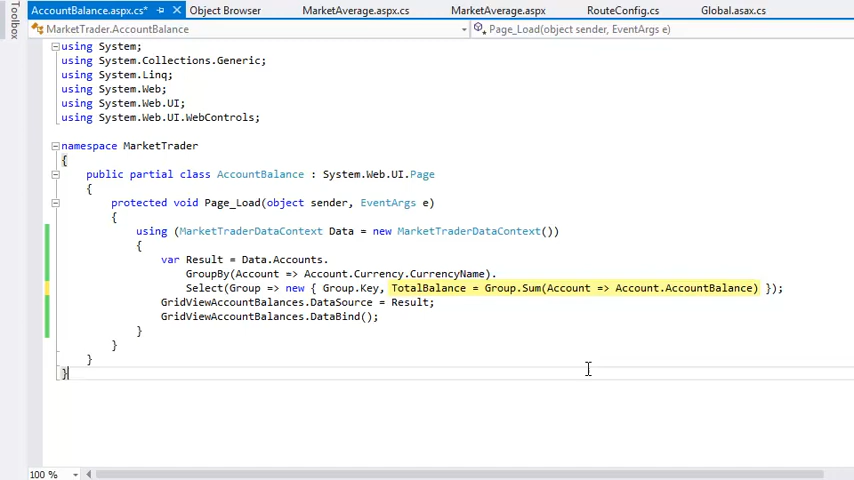 Toolbox
AccountBalance.aspx.cs* Object Browser MarketAverage.aspx.cs MarketAverage.aspx RouteConfig.cs Global.asax.cs
MarketTrader.AccountBalance Page_Load(object sender, EventArgs e)
using System;
using System.Collections.Generic;
using System.Linq;
using System.Web;
using System.Web.UI;
using System.Web.UI.WebControls;
namespace MarketTrader
{
public partial class AccountBalance : System.Web.UI.Page
{
protected void Page_Load(object sender, EventArgs e)
{
using (MarketTraderDataContext Data = new MarketTraderDataContext())
{
var Result = Data.Accounts.
GroupBy(Account => Account.Currency.CurrencyName).
Select(Group => new { Group.Key, TotalBalance = Group.Sum(Account => Account.AccountBalance) });
GridViewAccountBalances.DataSource = Result;
GridViewAccountBalances.DataBind();
}
}
}
}
100 %